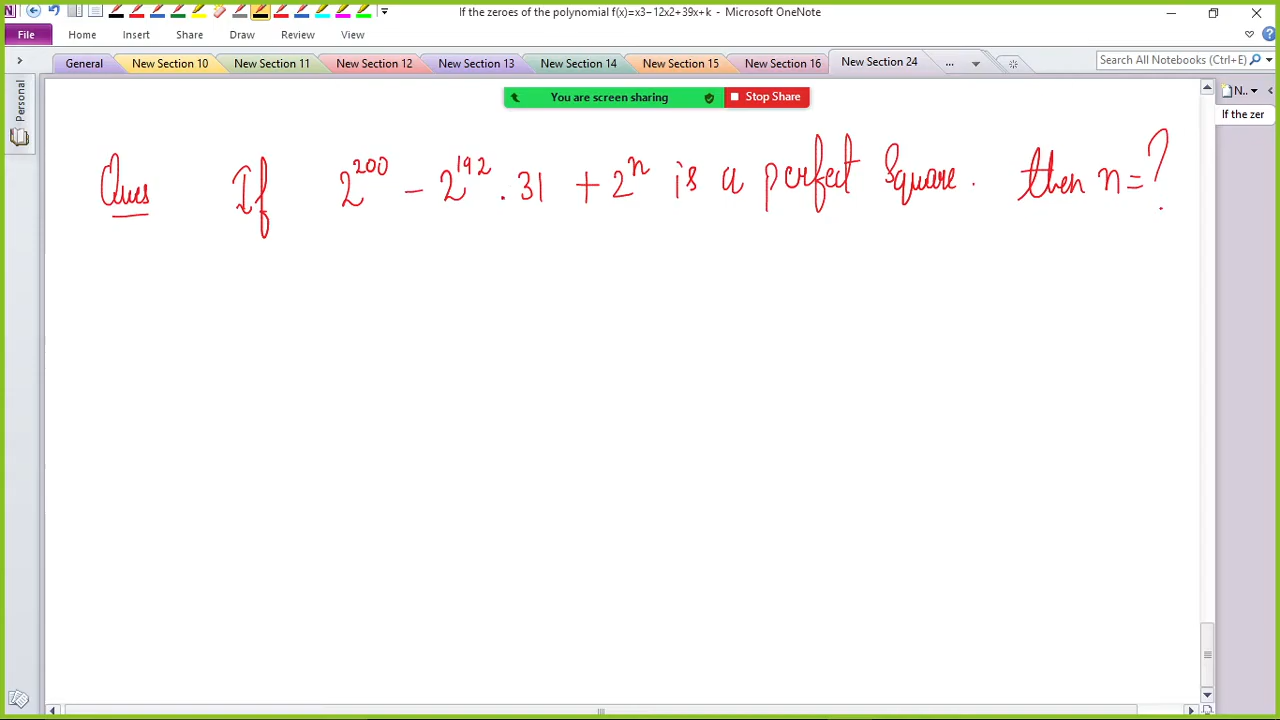 If the zeroes of the polynomial f(x)=x3−12x2+39x+k - Microsoft OneNote
File Home Insert Share Draw Review View
General New Section 10 New Section 11 New Section 12 New Section 13 New Section 14 New Section 15 New Section 16 New Section 24 ... Search All Notebooks (Ctrl+E)
Personal
You are screen sharing Stop Share
N..
If the zer
Ques If 2^200 - 2^192 . 31 + 2^n is a perfect Square. then n=?